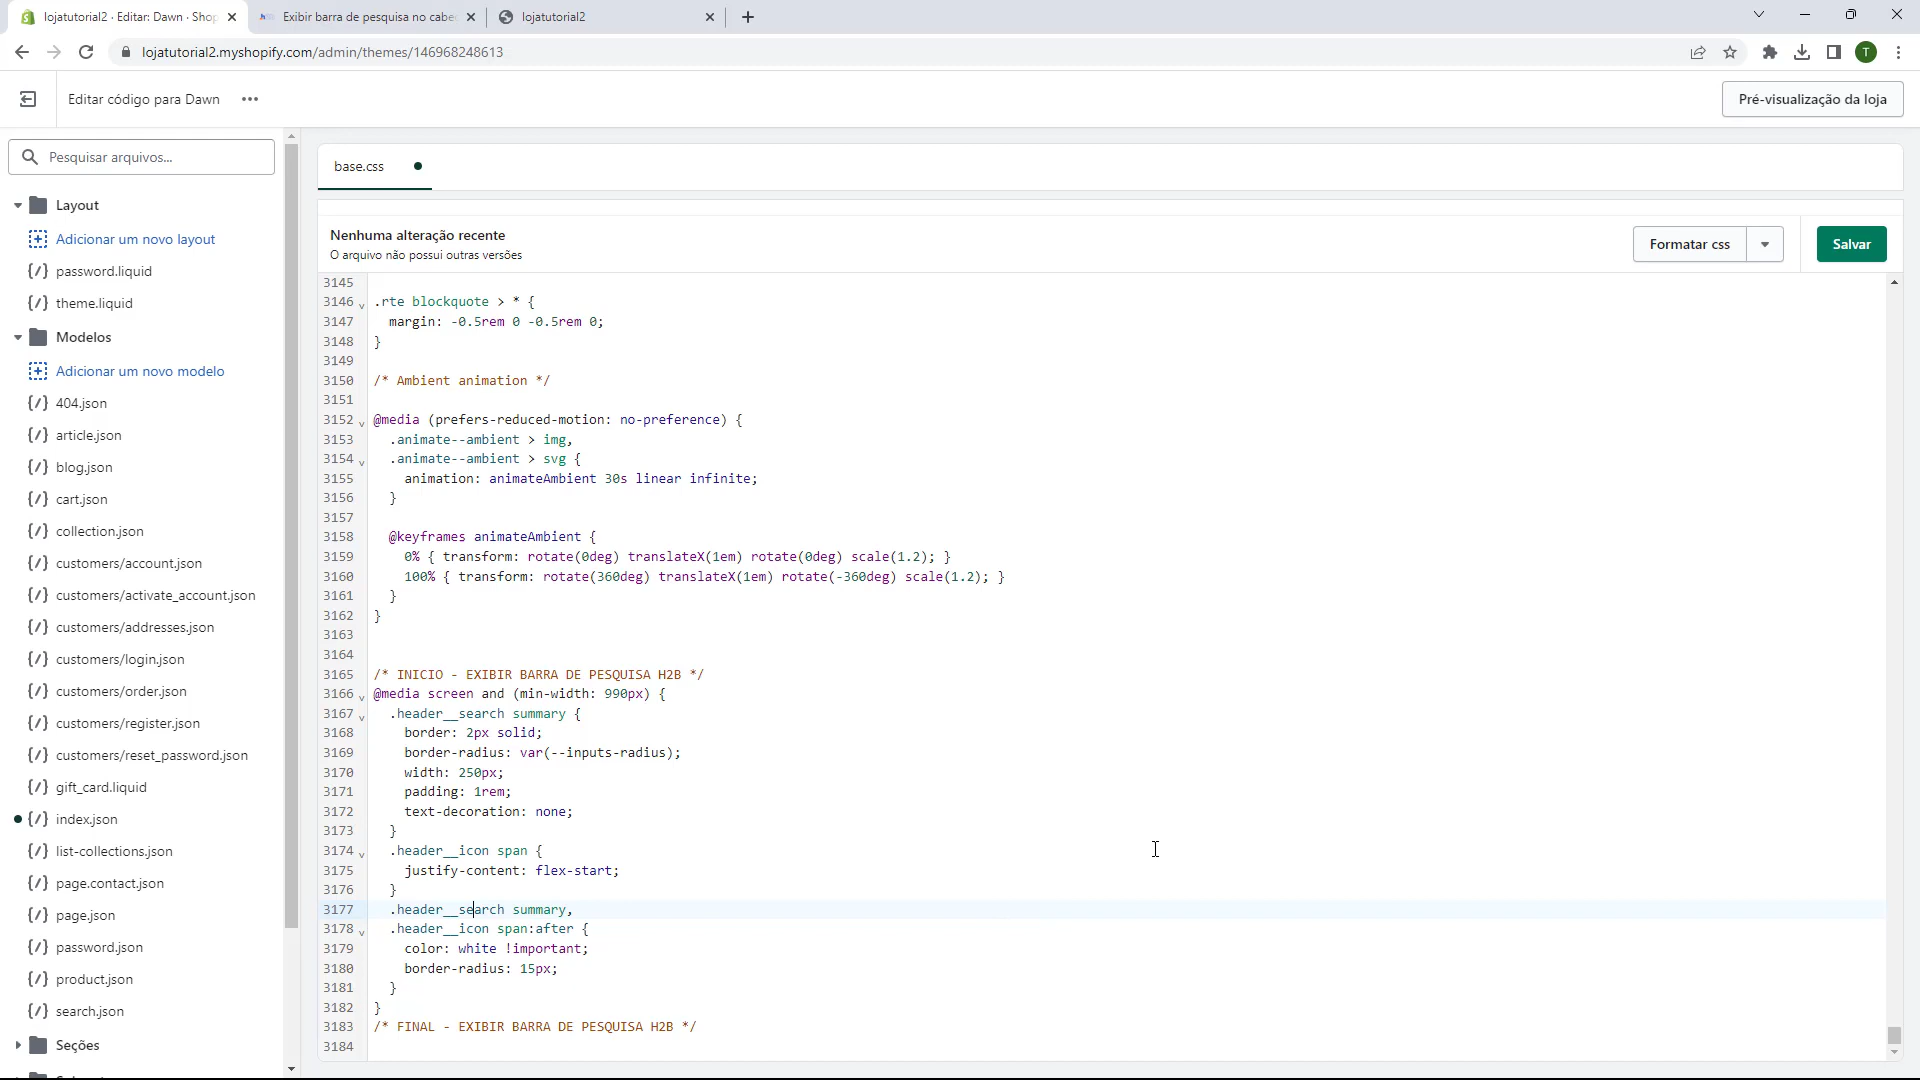 lojatutorial2 · Editar: Dawn · Shop
Exibir barra de pesquisa no cabeç
lojatutorial2
lojatutorial2.myshopify.com/admin/themes/146968248613
T
Editar código para Dawn
Pré-visualização da loja
Pesquisar arquivos...
Layout
Adicionar um novo layout
{/} password.liquid
{/} theme.liquid
Modelos
Adicionar um novo modelo
{/} 404.json
{/} article.json
{/} blog.json
{/} cart.json
{/} collection.json
{/} customers/account.json
{/} customers/activate_account.json
{/} customers/addresses.json
{/} customers/login.json
{/} customers/order.json
{/} customers/register.json
{/} customers/reset_password.json
{/} gift_card.liquid
{/} index.json
{/} list-collections.json
{/} page.contact.json
{/} page.json
{/} password.json
{/} product.json
{/} search.json
Seções
base.css
Nenhuma alteração recente
O arquivo não possui outras versões
Formatar css
Salvar
3145
3146 .rte blockquote > * {
3147 margin: -0.5rem 0 -0.5rem 0;
3148 }
3149
3150 /* Ambient animation */
3151
3152 @media (prefers-reduced-motion: no-preference) {
3153 .animate--ambient > img,
3154 .animate--ambient > svg {
3155 animation: animateAmbient 30s linear infinite;
3156 }
3157
3158 @keyframes animateAmbient {
3159 0% { transform: rotate(0deg) translateX(1em) rotate(0deg) scale(1.2); }
3160 100% { transform: rotate(360deg) translateX(1em) rotate(-360deg) scale(1.2); }
3161 }
3162 }
3163
3164
3165 /* INICIO - EXIBIR BARRA DE PESQUISA H2B */
3166 @media screen and (min-width: 990px) {
3167 .header__search summary {
3168 border: 2px solid;
3169 border-radius: var(--inputs-radius);
3170 width: 250px;
3171 padding: 1rem;
3172 text-decoration: none;
3173 }
3174 .header__icon span {
3175 justify-content: flex-start;
3176 }
3177 .header__search summary,
3178 .header__icon span:after {
3179 color: white !important;
3180 border-radius: 15px;
3181 }
3182 }
3183 /* FINAL - EXIBIR BARRA DE PESQUISA H2B */
3184